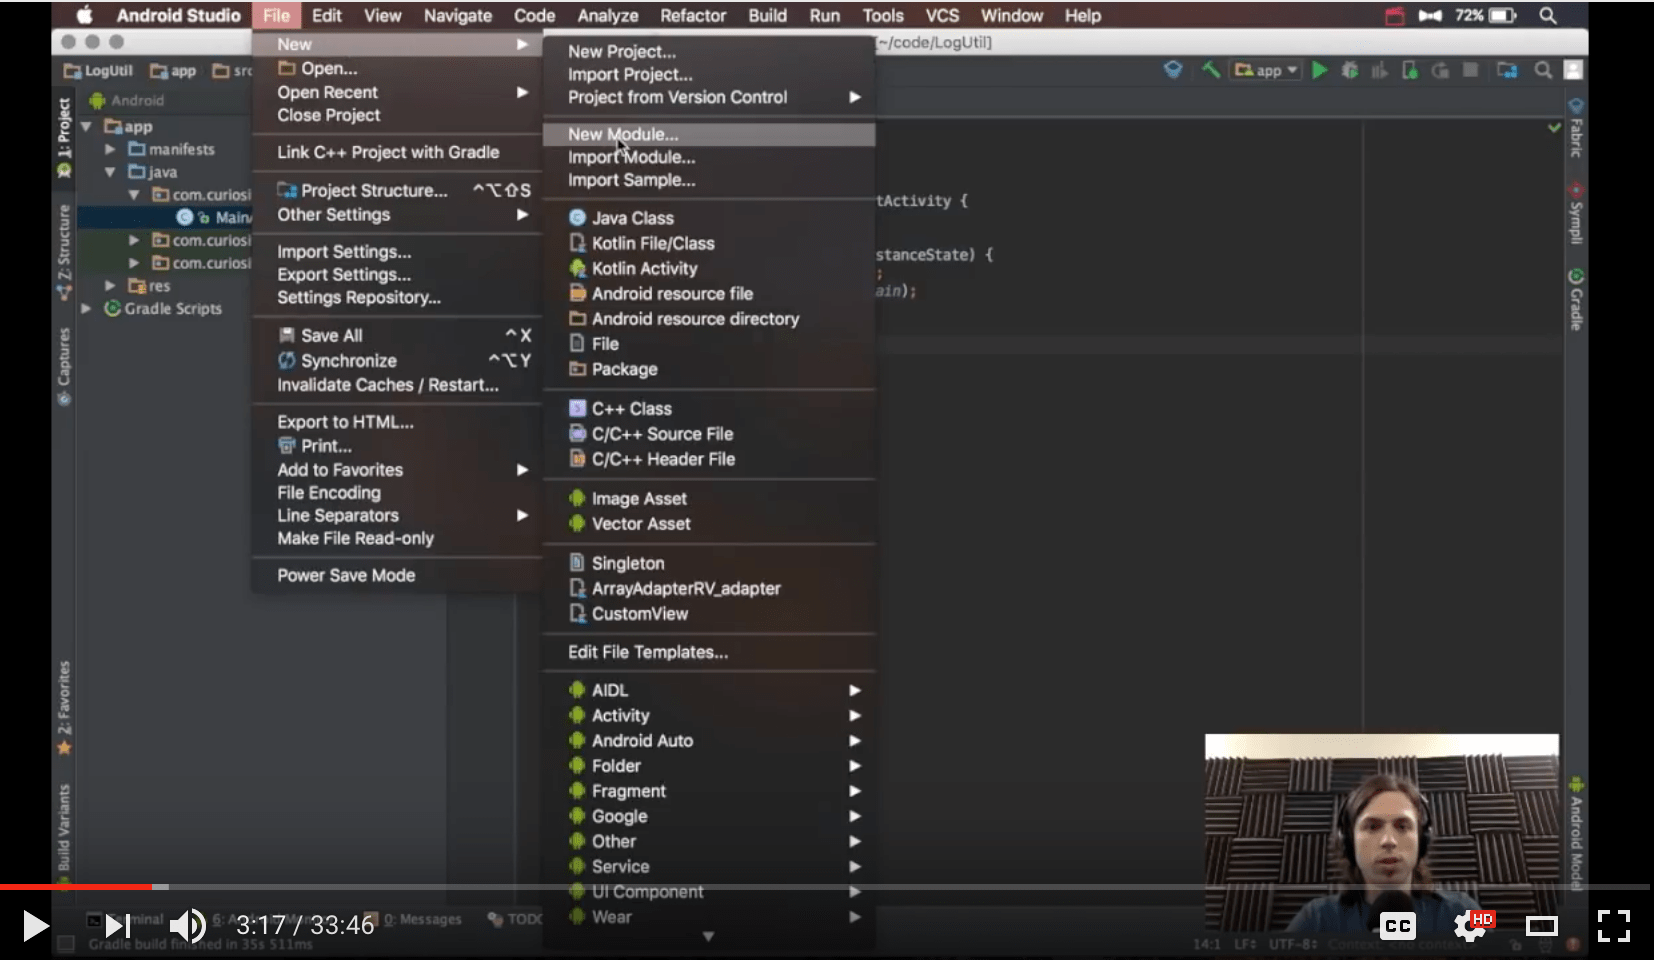 Android Studio File Edit View Navigate Code Analyze Refactor Build Run Tools VCS Window Help 72%
[~/code/LogUtil]
LogUtil app src
app
1: Project
Android
app
manifests
java
com.curiosi
Main
com.curiosi
com.curiosi
res
Gradle Scripts
Z: Structure
Captures
2: Favorites
Build Variants
New
Open...
Open Recent
Close Project
Link C++ Project with Gradle
Project Structure... ^⌥⇧S
Other Settings
Import Settings...
Export Settings...
Settings Repository...
Save All ^X
Synchronize ^⌥Y
Invalidate Caches / Restart...
Export to HTML...
Print...
Add to Favorites
File Encoding
Line Separators
Make File Read-only
Power Save Mode
New Project...
Import Project...
Project from Version Control
New Module...
Import Module...
Import Sample...
Java Class
Kotlin File/Class
Kotlin Activity
Android resource file
Android resource directory
File
Package
C++ Class
C/C++ Source File
C/C++ Header File
Image Asset
Vector Asset
Singleton
ArrayAdapterRV_adapter
CustomView
Edit File Templates...
AIDL
Activity
Android Auto
Folder
Fragment
Google
Other
Service
UI Component
Wear
tActivity {
stanceState) {
;
ain);
Fabric
Sympli
Gradle
Android Model
Terminal 6: Android Monitor 0: Messages TODO
3:17 / 33:46
CC HD
Gradle build finished in 35s 511ms
14:1 LF÷ UTF-8÷ Context: <no context>